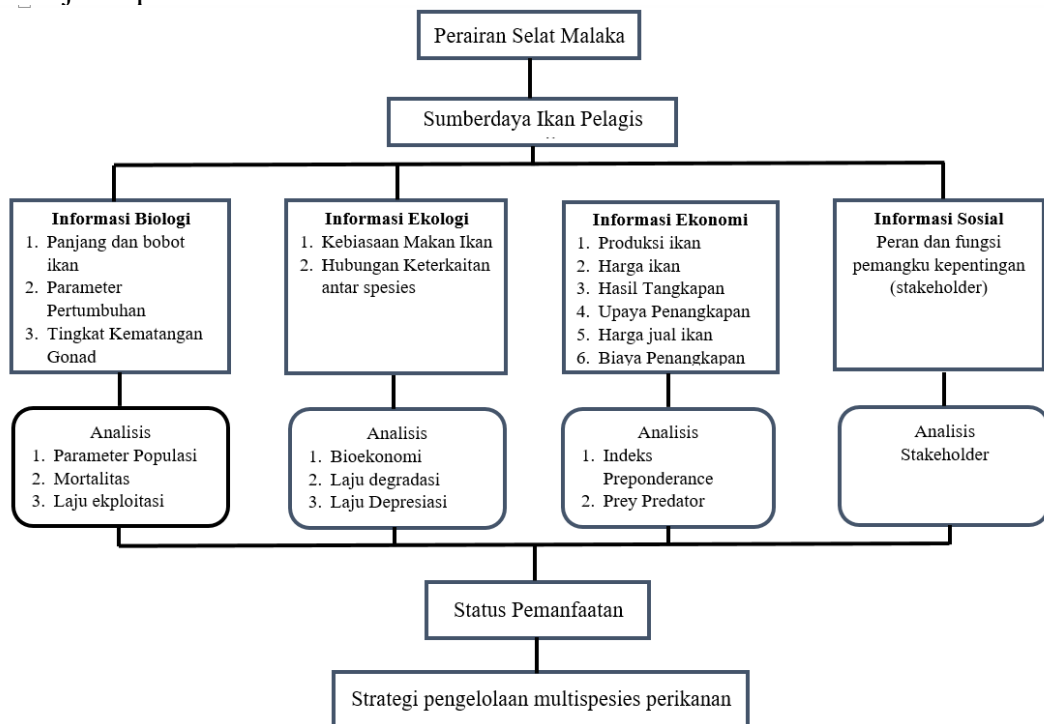 Perairan Selat Malaka
Sumberdaya Ikan Pelagis
Informasi Biologi
1. Panjang dan bobot
ikan
2. Parameter
Pertumbuhan
3. Tingkat Kematangan
Gonad
Informasi Ekologi
1. Kebiasaan Makan Ikan
2. Hubungan Keterkaitan
antar spesies
Informasi Ekonomi
1. Produksi ikan
2. Harga ikan
3. Hasil Tangkapan
4. Upaya Penangkapan
5. Harga jual ikan
6. Biaya Penangkapan
Informasi Sosial
Peran dan fungsi
pemangku kepentingan
(stakeholder)
Analisis
1. Parameter Populasi
2. Mortalitas
3. Laju ekploitasi
Analisis
1. Bioekonomi
2. Laju degradasi
3. Laju Depresiasi
Analisis
1. Indeks
Preponderance
2. Prey Predator
Analisis
Stakeholder
Status Pemanfaatan
Strategi pengelolaan multispesies perikanan